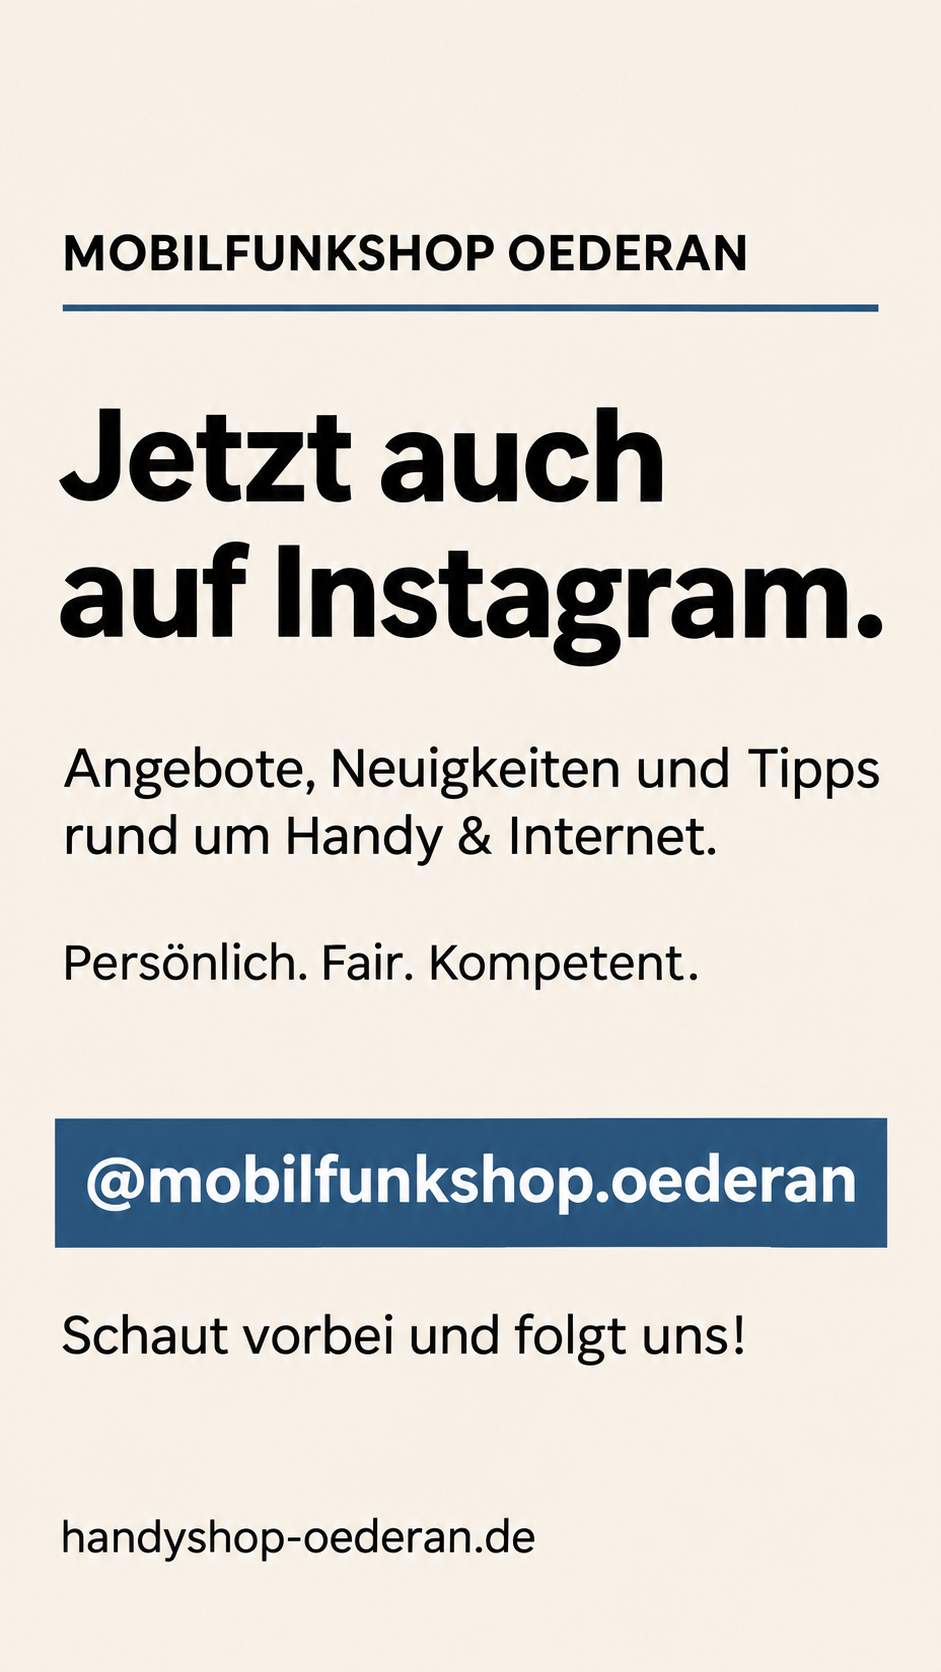 MOBILFUNKSHOP OEDERAN
Jetzt auch
auf Instagram.
Angebote, Neuigkeiten und Tipps
rund um Handy & Internet.
Persönlich. Fair. Kompetent.
@mobilfunkshop.oederan
Schaut vorbei und folgt uns!
handyshop-oederan.de